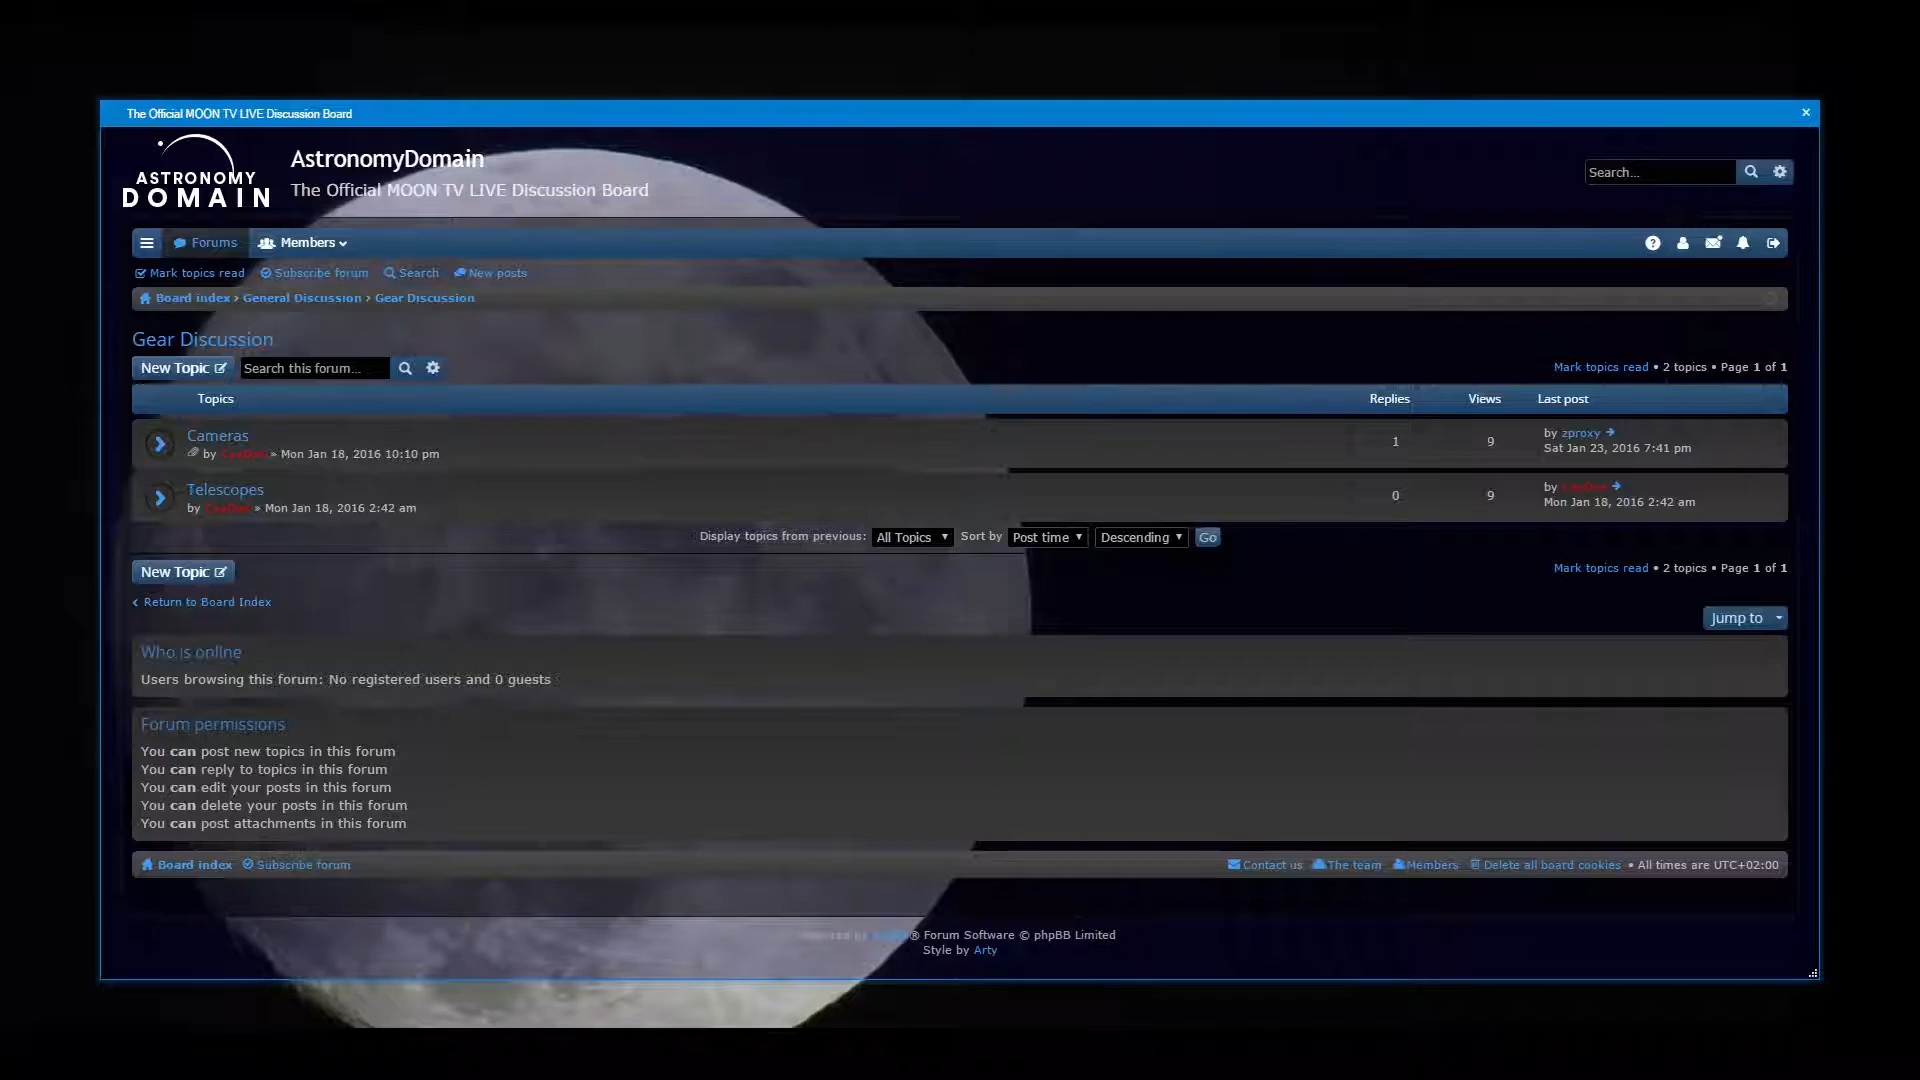 The Official MOON TV LIVE Discussion Board ×
ASTRONOMY
DOMAIN
AstronomyDomain
The Official MOON TV LIVE Discussion Board
Search...
Forums Members
Mark topics read Subscribe forum Search New posts
Board index › General Discussion › Gear Discussion
Gear Discussion
New Topic Search this forum... Mark topics read • 2 topics • Page 1 of 1
Topics Replies Views Last post
Cameras 1 9 by zproxy
by » Mon Jan 18, 2016 10:10 pm Sat Jan 23, 2016 7:41 pm
Telescopes 0 9 by
by » Mon Jan 18, 2016 2:42 am Mon Jan 18, 2016 2:42 am
Display topics from previous: All Topics Sort by Post time Descending Go
New Topic Mark topics read • 2 topics • Page 1 of 1
‹ Return to Board Index
Jump to
Who is online
Users browsing this forum: No registered users and 0 guests
Forum permissions
You can post new topics in this forum
You can reply to topics in this forum
You can edit your posts in this forum
You can delete your posts in this forum
You can post attachments in this forum
Board index Subscribe forum Contact us The team Members Delete all board cookies • All times are UTC+02:00
® Forum Software © phpBB Limited
Style by Arty